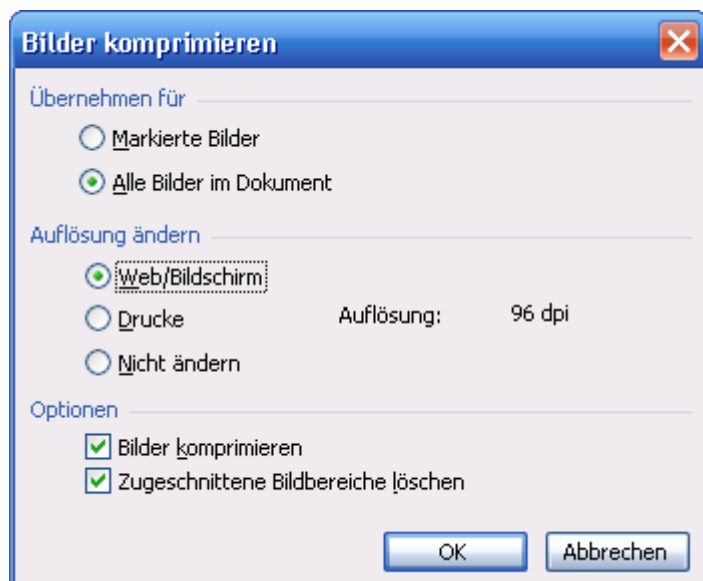 Bilder komprimieren
Übernehmen für
Markierte Bilder
Alle Bilder im Dokument
Auflösung ändern
Web/Bildschirm
Drucke Auflösung: 96 dpi
Nicht ändern
Optionen
Bilder komprimieren
Zugeschnittene Bildbereiche löschen
OK Abbrechen